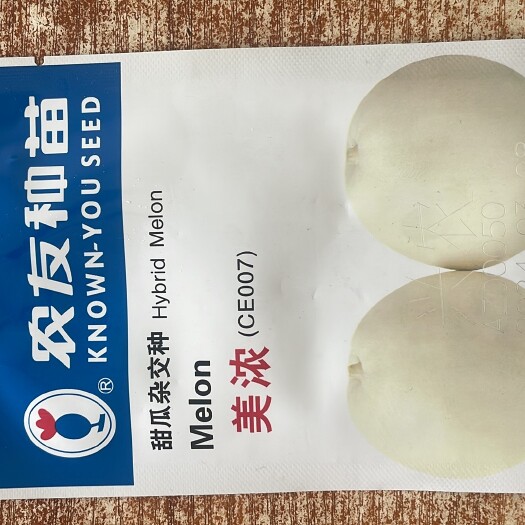 农友种苗
KNOWN-YOU SEED
®
甜瓜杂交种 Hybrid Melon
Melon
美浓 (CE007)